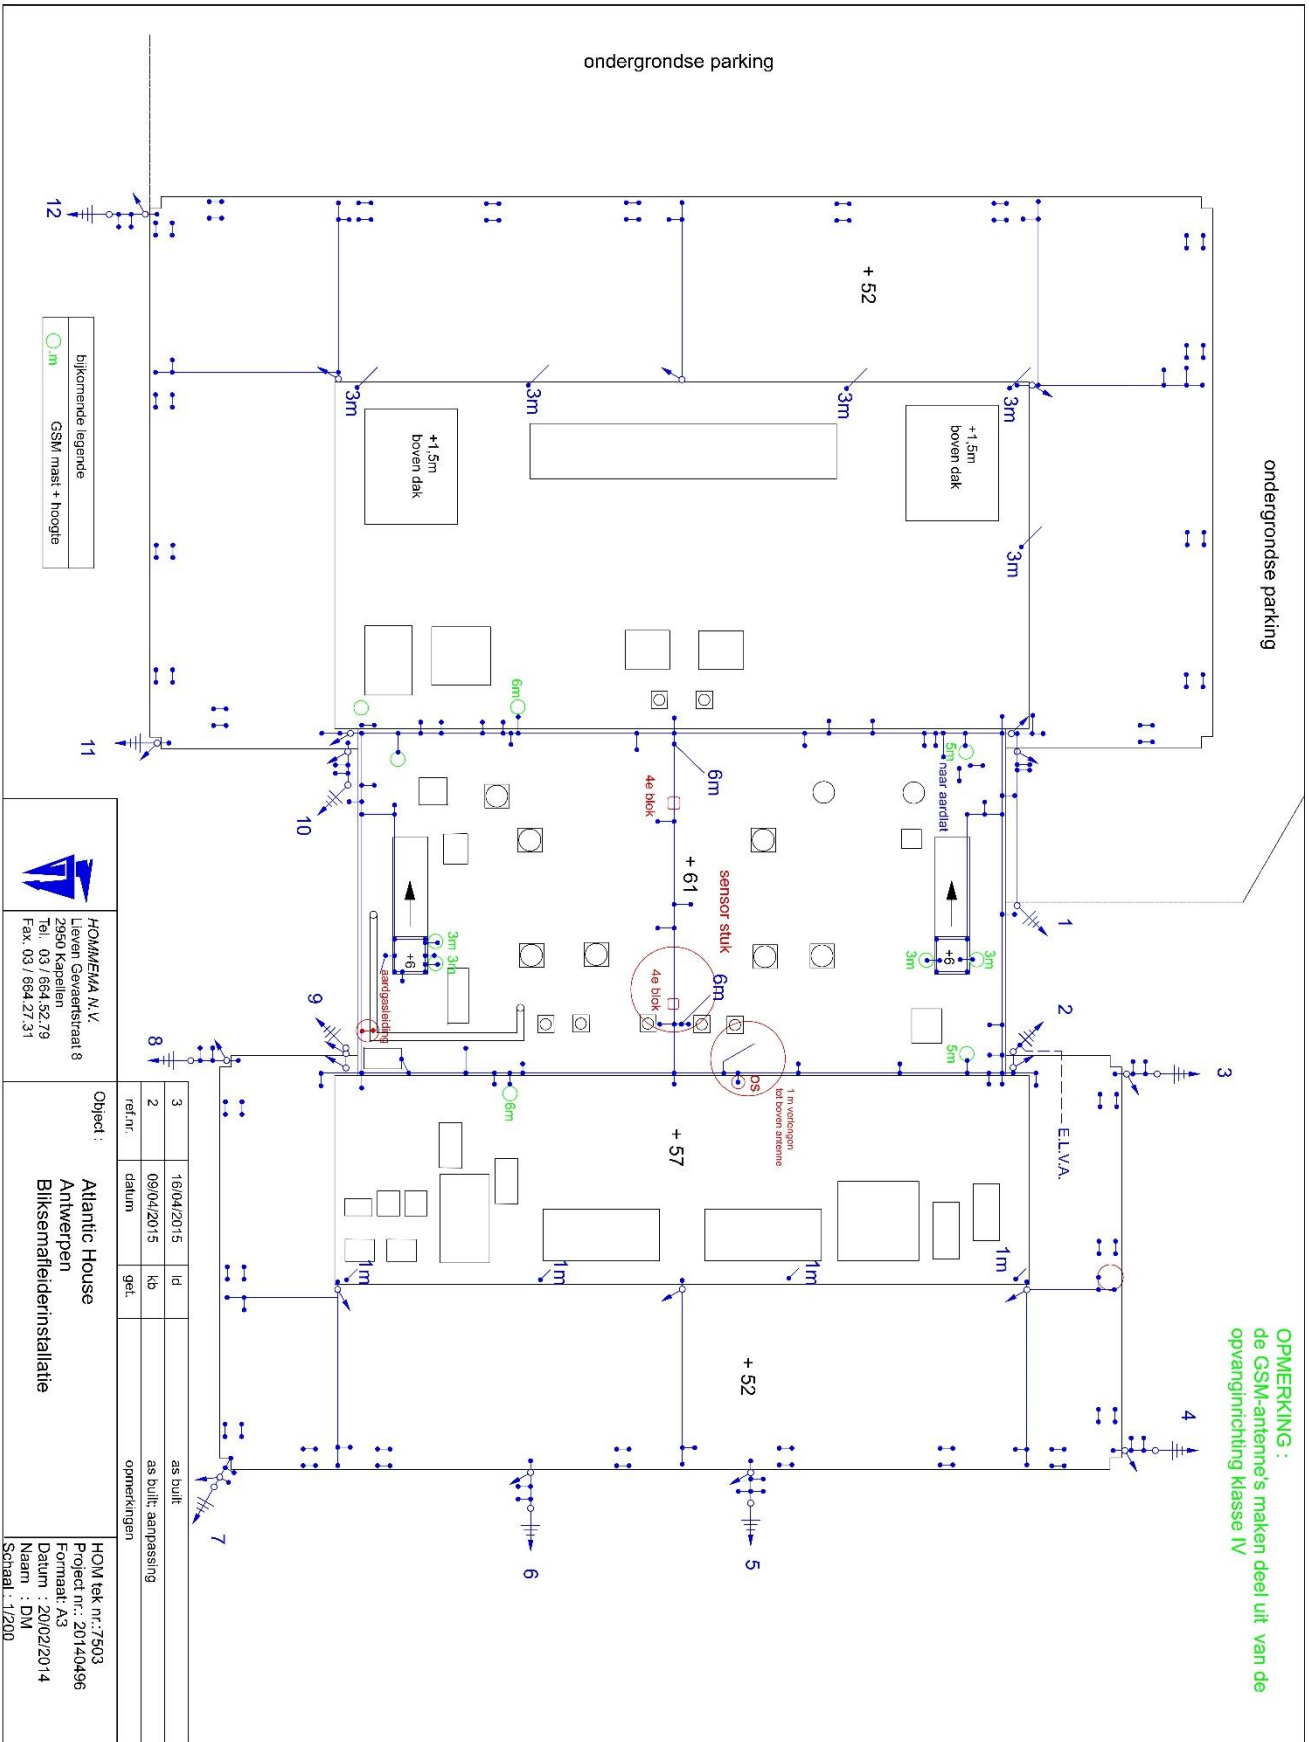 ondergrondse parking
ondergrondse parking
+ 52
3m
3m
3m
3m
3m
+1,5m
boven dak
+1,5m
boven dak
12
bijkomende legende
.m
GSM mast + hoogte
6m
5m
naar aardlat
6m
4e blok
+ 61
sensor stuk
11
10
1
3m
3m
+6
aardgasleiding
3m
3m
+6
4e blok
6m
9
8
2
5m
3
E.L.V.A.
6m
OS
1 m verlongen
tot boven antenne
+ 57
1m
1m
1m
1m
+ 52
4
5
6
7
OPMERKING :
de GSM-antenne's maken deel uit van de
opvanginrichting klasse IV
HOMMEMA N.V.
Lieven Gevaertstraat 8
2950 Kapellen
Tel. 03 / 664.52.79
Fax. 03 / 664.27.31
3 16/04/2015 ld as built
2 09/04/2015 kb as built; aanpassing
ref.nr. datum get. opmerkingen
Object :
Atlantic House
Antwerpen
Bliksemafleiderinstallatie
HOM tek nr.:7503
Project nr.: 20140496
Formaat: A3
Datum : 20/02/2014
Naam : DM
Schaal : 1/200